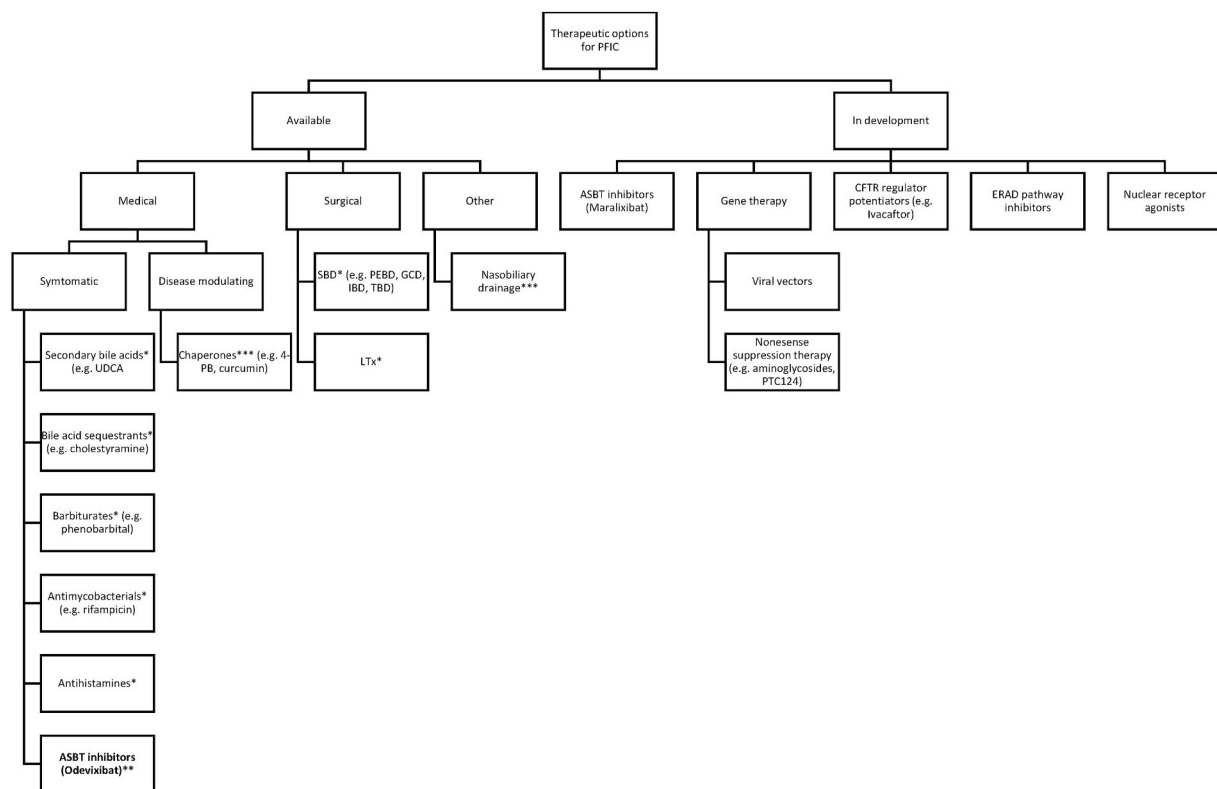 Therapeutic options
for PFIC
Available
In development
Medical
Surgical
Other
ASBT inhibitors
(Maralixibat)
Gene therapy
CFTR regulator
potentiators (e.g.
Ivacaftor)
ERAD pathway
inhibitors
Nuclear receptor
agonists
Symtomatic
Disease modulating
SBD* (e.g. PEBD, GCD,
IBD, TBD)
Nasobiliary
drainage***
Viral vectors
Secondary bile acids*
(e.g. UDCA
Chaperones*** (e.g. 4-
PB, curcumin)
LTx*
Nonesense
suppression therapy
(e.g. aminoglycosides,
PTC124)
Bile acid sequestrants*
(e.g. cholestyramine)
Barbiturates* (e.g.
phenobarbital)
Antimycobacterials*
(e.g. rifampicin)
Antihistamines*
ASBT inhibitors
(Odevixibat)**